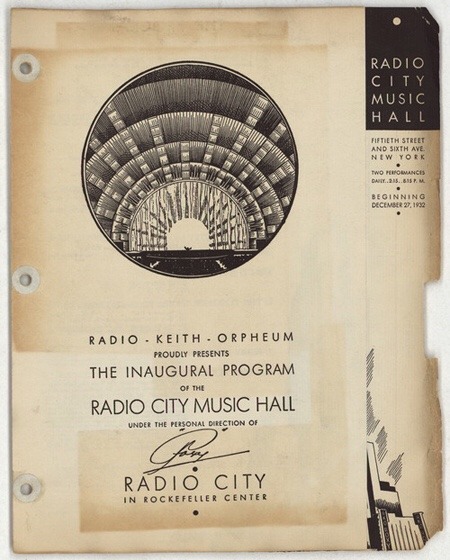 RADIO - KEITH - ORPHEUM
PROUDLY PRESENTS
THE INAUGURAL PROGRAM
OF THE
RADIO CITY MUSIC HALL
UNDER THE PERSONAL DIRECTION OF
"Roxy"
RADIO CITY
IN ROCKEFELLER CENTER
RADIO
CITY
MUSIC
HALL
FIFTIETH STREET
AND SIXTH AVE.
NEW YORK
TWO PERFORMANCES
DAILY..2:15...8:15 P. M.
BEGINNING
DECEMBER 27, 1932